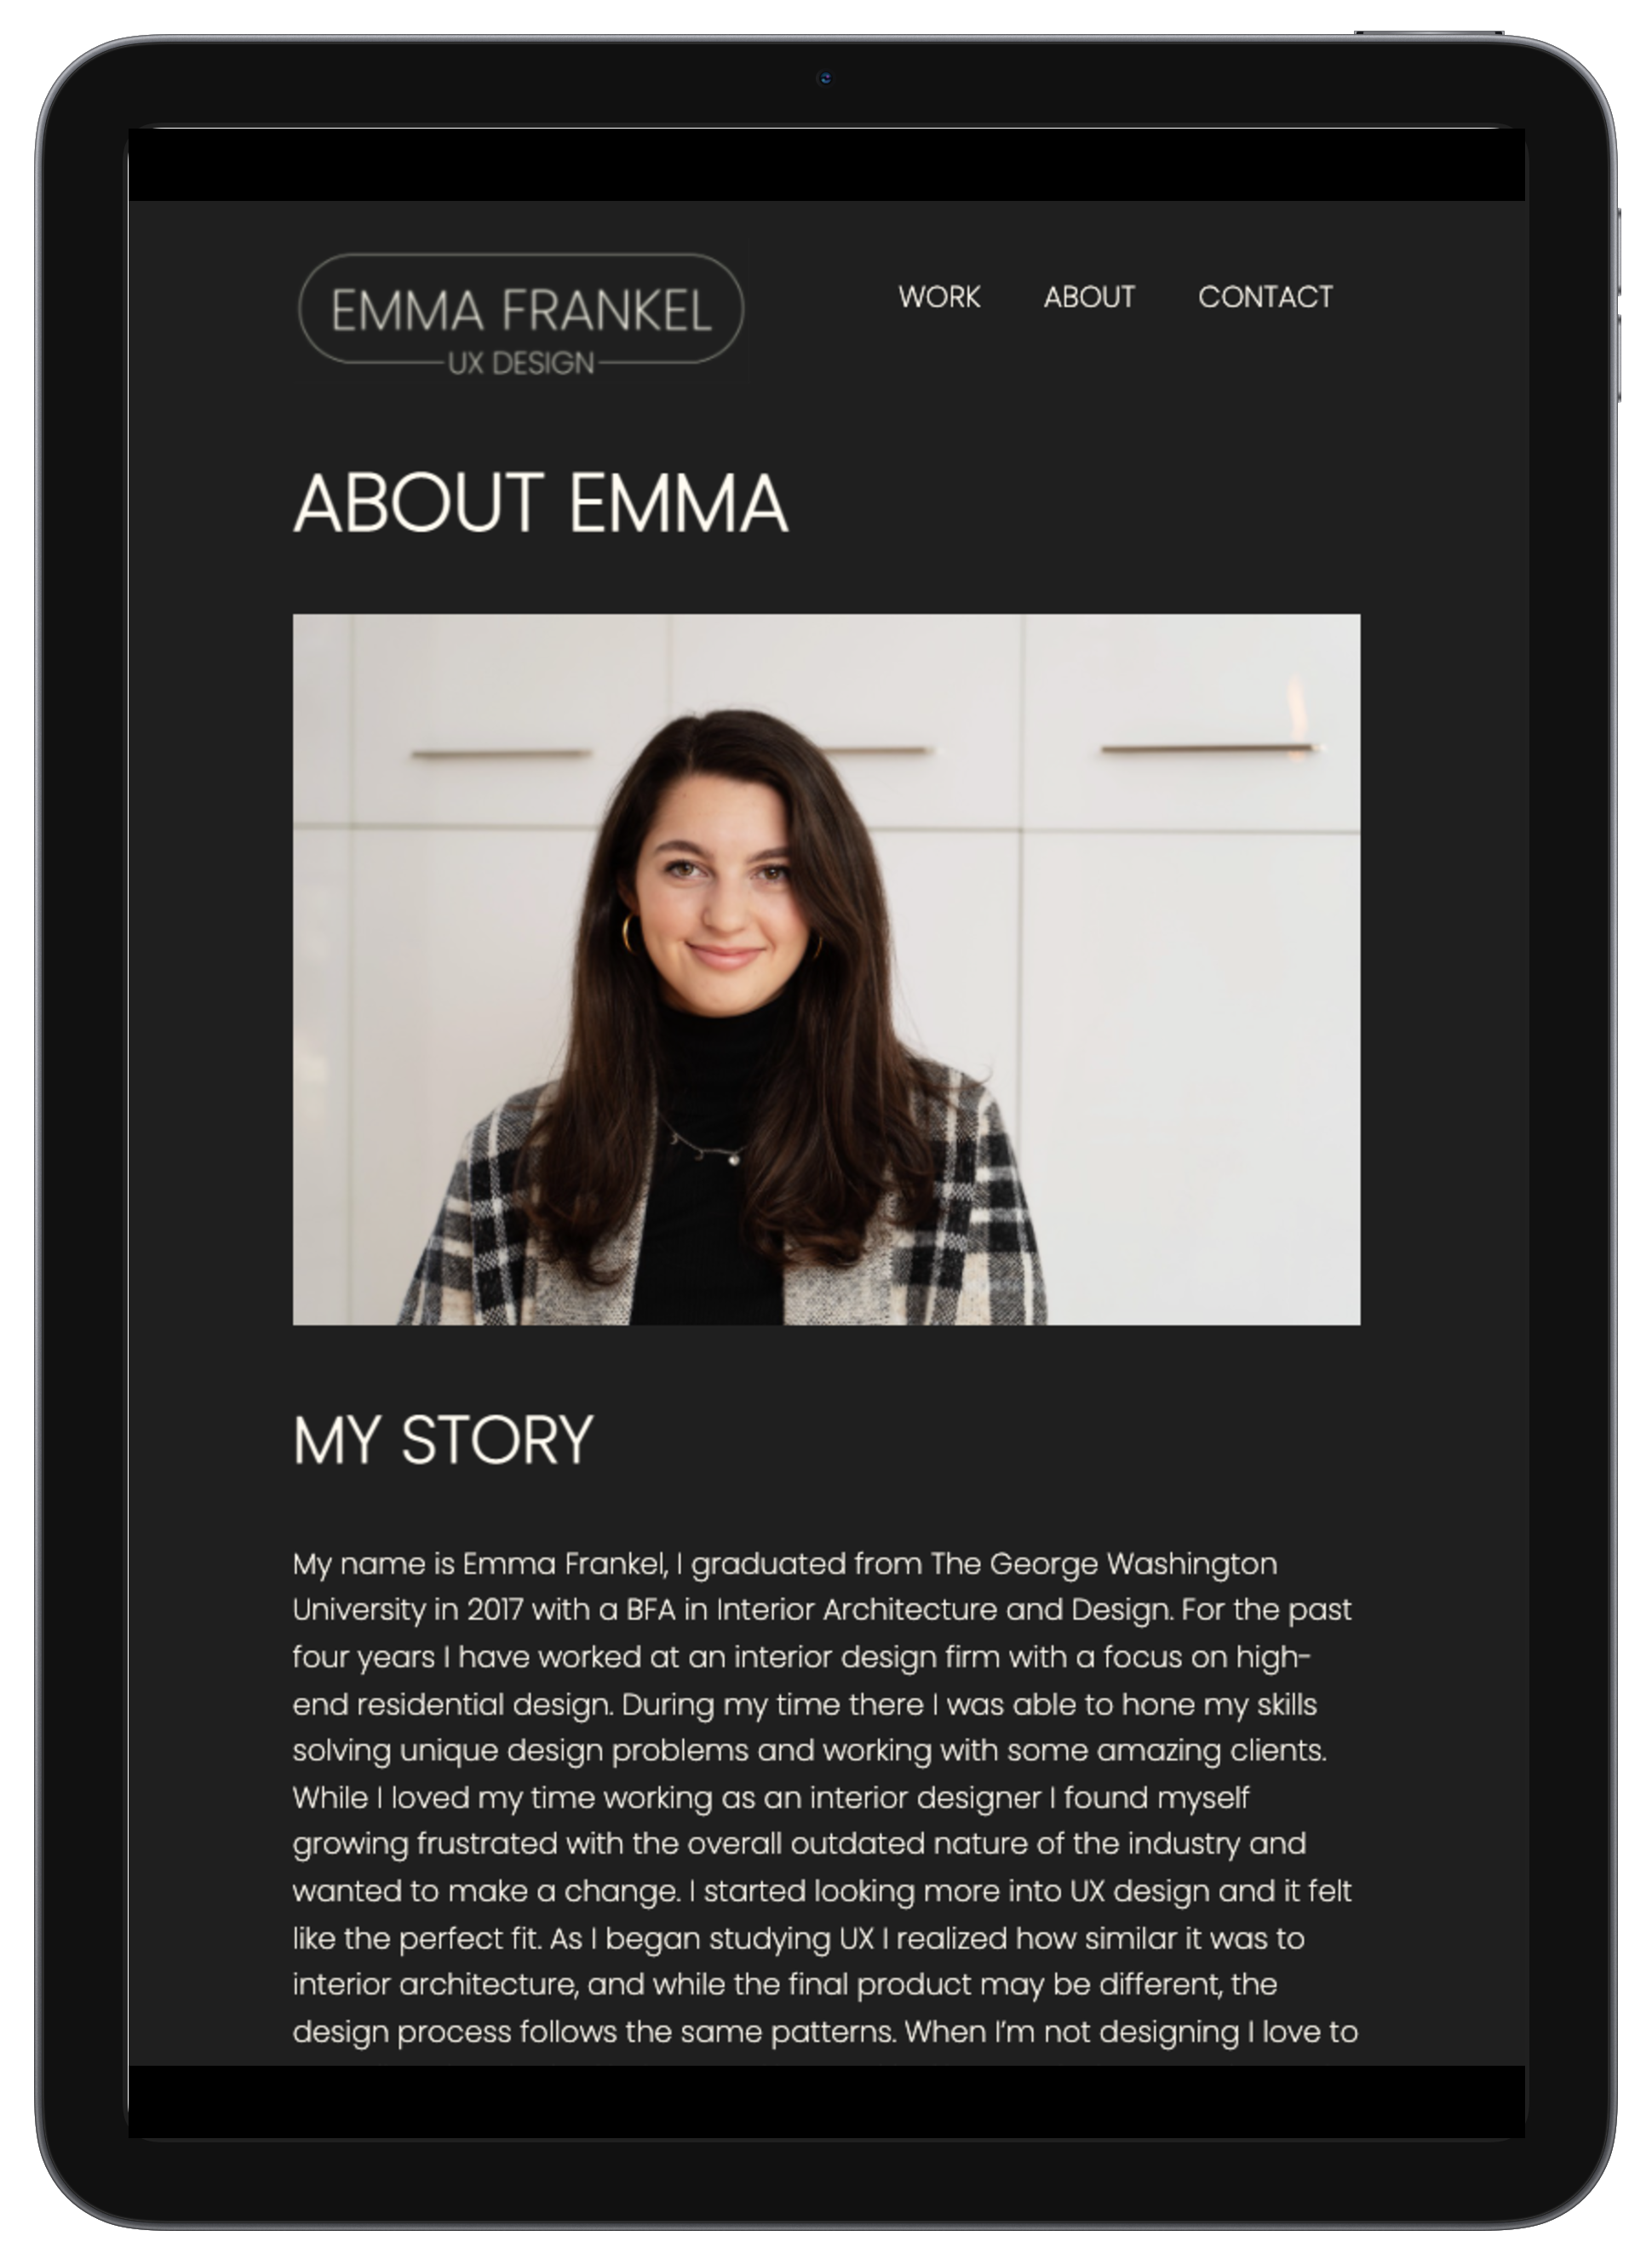 EMMA FRANKEL
UX DESIGN
WORK ABOUT CONTACT
ABOUT EMMA
MY STORY
My name is Emma Frankel, I graduated from The George Washington
University in 2017 with a BFA in Interior Architecture and Design. For the past
four years I have worked at an interior design firm with a focus on high-
end residential design. During my time there I was able to hone my skills
solving unique design problems and working with some amazing clients.
While I loved my time working as an interior designer I found myself
growing frustrated with the overall outdated nature of the industry and
wanted to make a change. I started looking more into UX design and it felt
like the perfect fit. As I began studying UX I realized how similar it was to
interior architecture, and while the final product may be different, the
design process follows the same patterns. When I’m not designing I love to